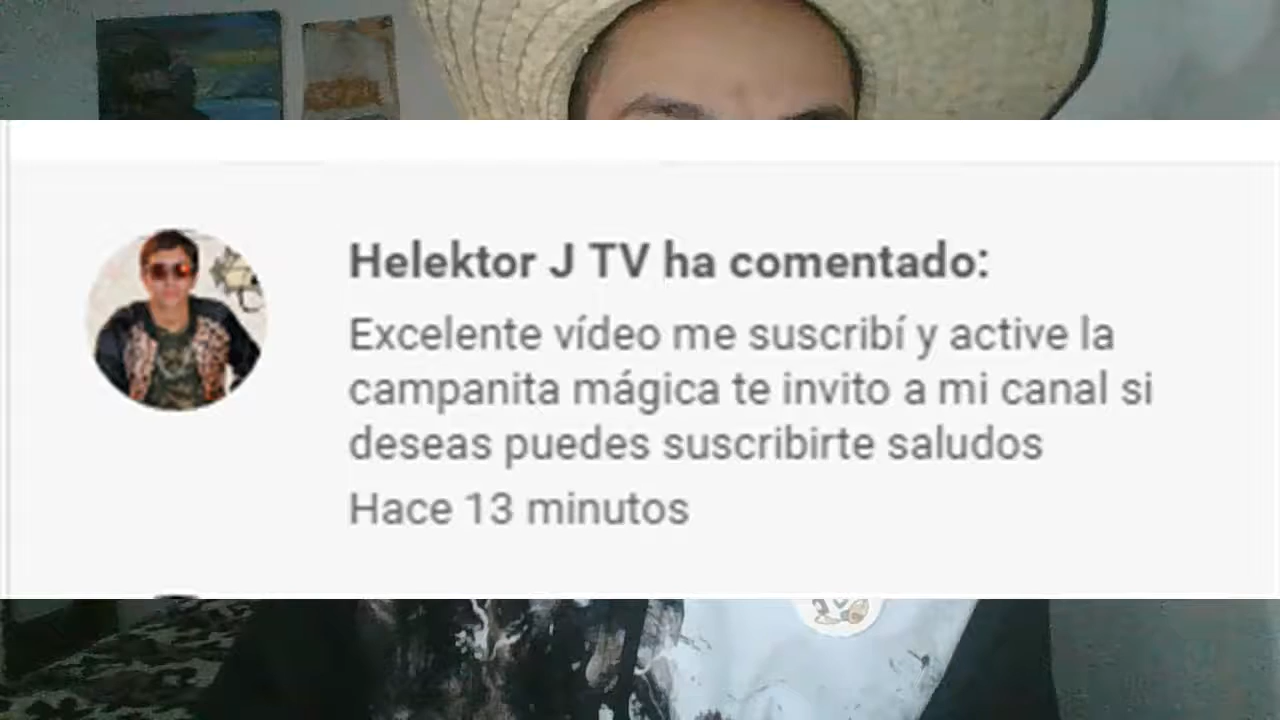 Helektor J TV ha comentado:
Excelente vídeo me suscribí y active la
campanita mágica te invito a mi canal si
deseas puedes suscribirte saludos
Hace 13 minutos